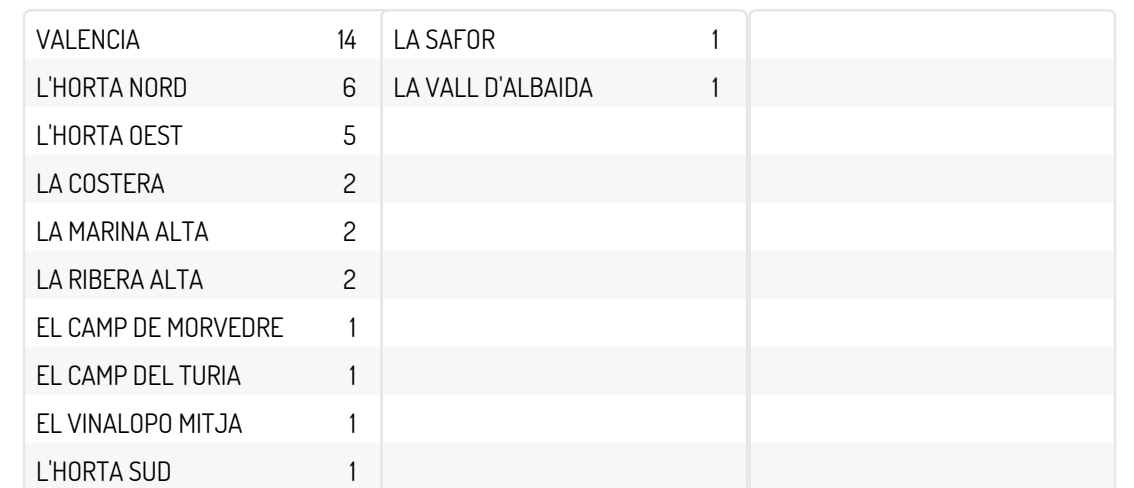 VALENCIA 14
L'HORTA NORD 6
L'HORTA OEST 5
LA COSTERA 2
LA MARINA ALTA 2
LA RIBERA ALTA 2
EL CAMP DE MORVEDRE 1
EL CAMP DEL TURIA 1
EL VINALOPO MITJA 1
L'HORTA SUD 1
LA SAFOR 1
LA VALL D'ALBAIDA 1